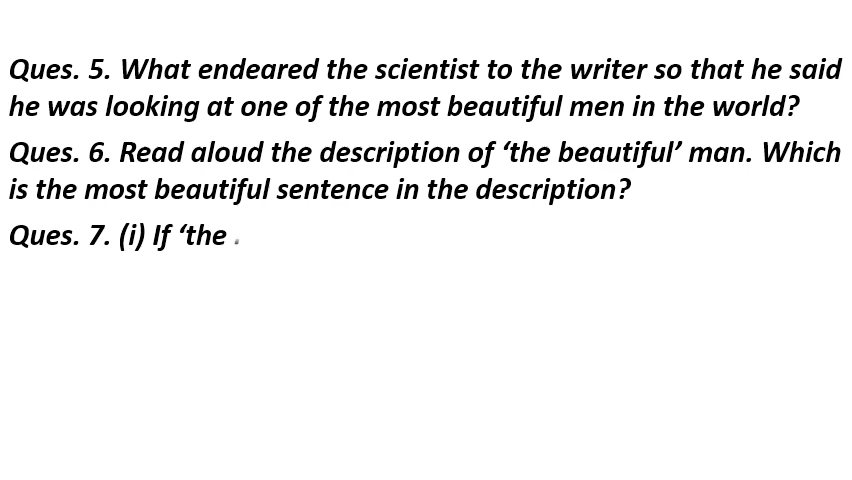 Ques. 5. What endeared the scientist to the writer so that he said
he was looking at one of the most beautiful men in the world?
Ques. 6. Read aloud the description of ‘the beautiful’ man. Which
is the most beautiful sentence in the description?
Ques. 7. (i) If ‘the